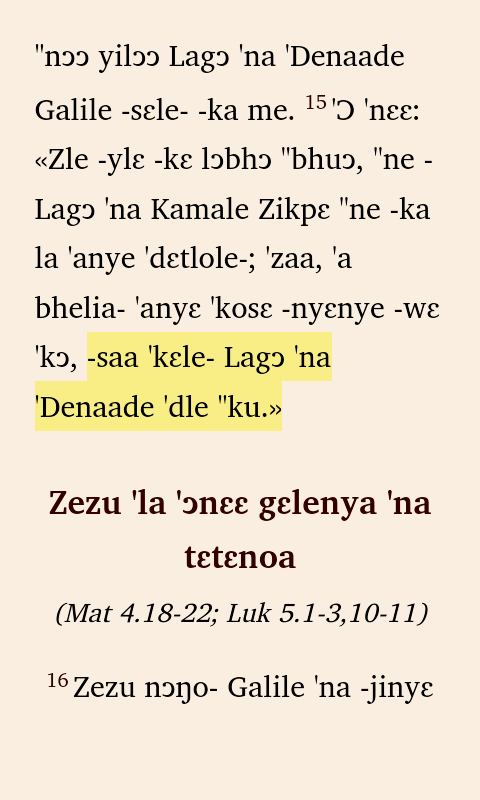 "nɔɔ yilɔɔ Lagɔ 'na 'Denaade
Galile -sɛle- -ka me. 15 'Ɔ 'nɛɛ:
«Zle -ylɛ -kɛ lɔbhɔ "bhuɔ, "ne -
Lagɔ 'na Kamale Zikpɛ "ne -ka
la 'anye 'dɛtlole-; 'zaa, 'a
bhelia- 'anyɛ 'kosɛ -nyɛnye -wɛ
'kɔ, -saa 'kɛle- Lagɔ 'na
'Denaade 'dle "ku.»
Zezu 'la 'ɔnɛɛ gɛlenya 'na
tɛtɛnoa
(Mat 4.18-22; Luk 5.1-3,10-11)
16 Zezu nɔŋo- Galile 'na -jinyɛ